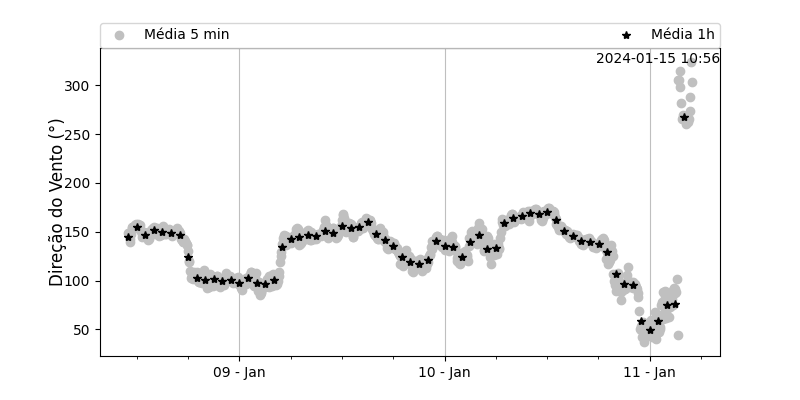 Média 5 min
Média 1h
2024-01-15 10:56
Direção do Vento (°)
300
250
200
150
100
50
09 - Jan
10 - Jan
11 - Jan